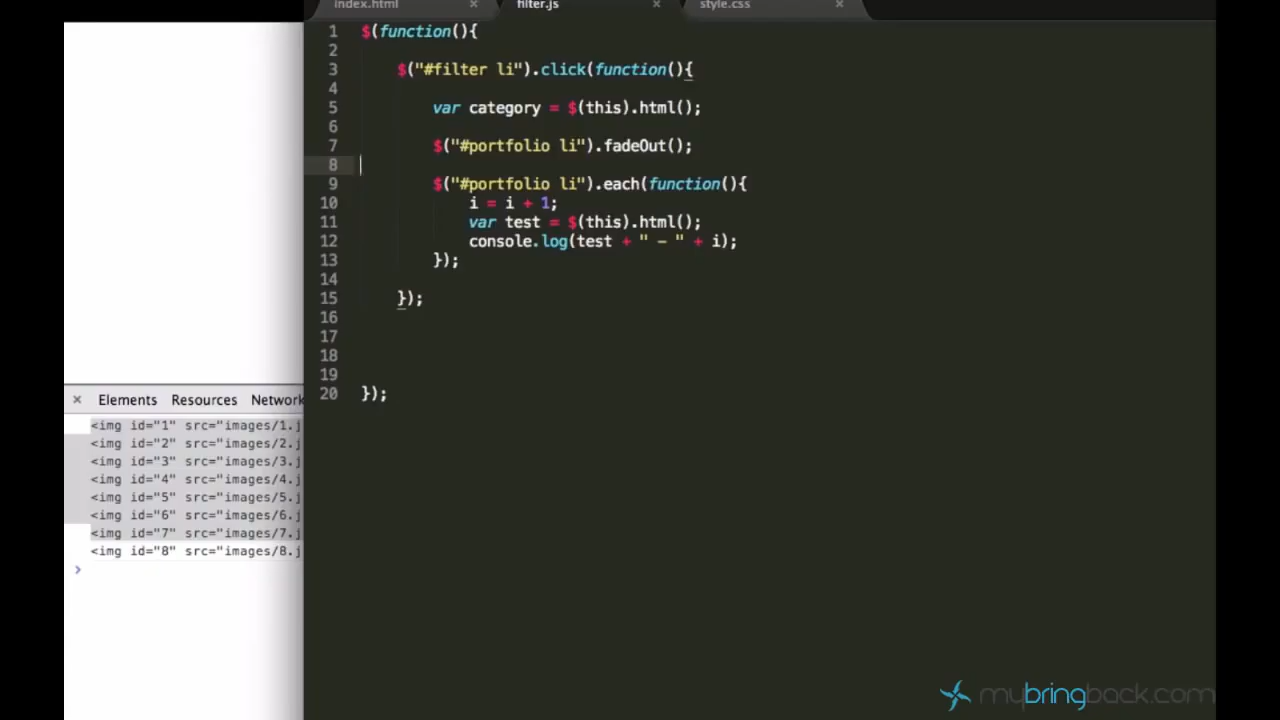 index.html × filter.js × style.css ×
1 $(function(){
2
3 $("#filter li").click(function(){
4
5 var category = $(this).html();
6
7 $("#portfolio li").fadeOut();
8
9 $("#portfolio li").each(function(){
10 i = i + 1;
11 var test = $(this).html();
12 console.log(test + " - " + i);
13 });
14
15 });
16
17
18
19
20 });
× Elements Resources Network
<img id="1" src="images/1.j
<img id="2" src="images/2.j
<img id="3" src="images/3.j
<img id="4" src="images/4.j
<img id="5" src="images/5.j
<img id="6" src="images/6.j
<img id="7" src="images/7.j
<img id="8" src="images/8.j
>
mybringback.com